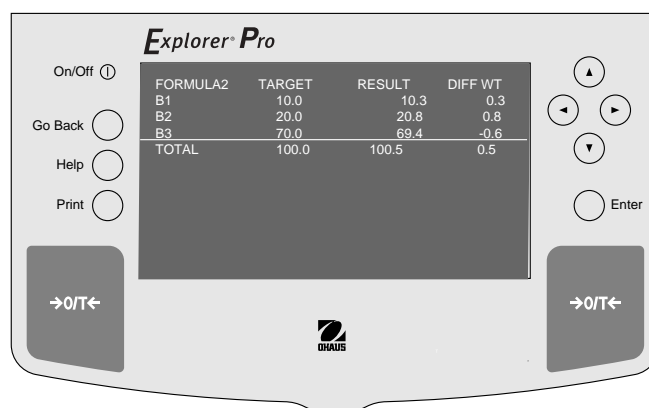 Explorer® Pro
On/Off
FORMULA2 TARGET RESULT DIFF WT
B1 10.0 10.3 0.3
B2 20.0 20.8 0.8
B3 70.0 69.4 -0.6
TOTAL 100.0 100.5 0.5
Go Back
Help
Print
Enter
→0/T←
→0/T←
OHAUS